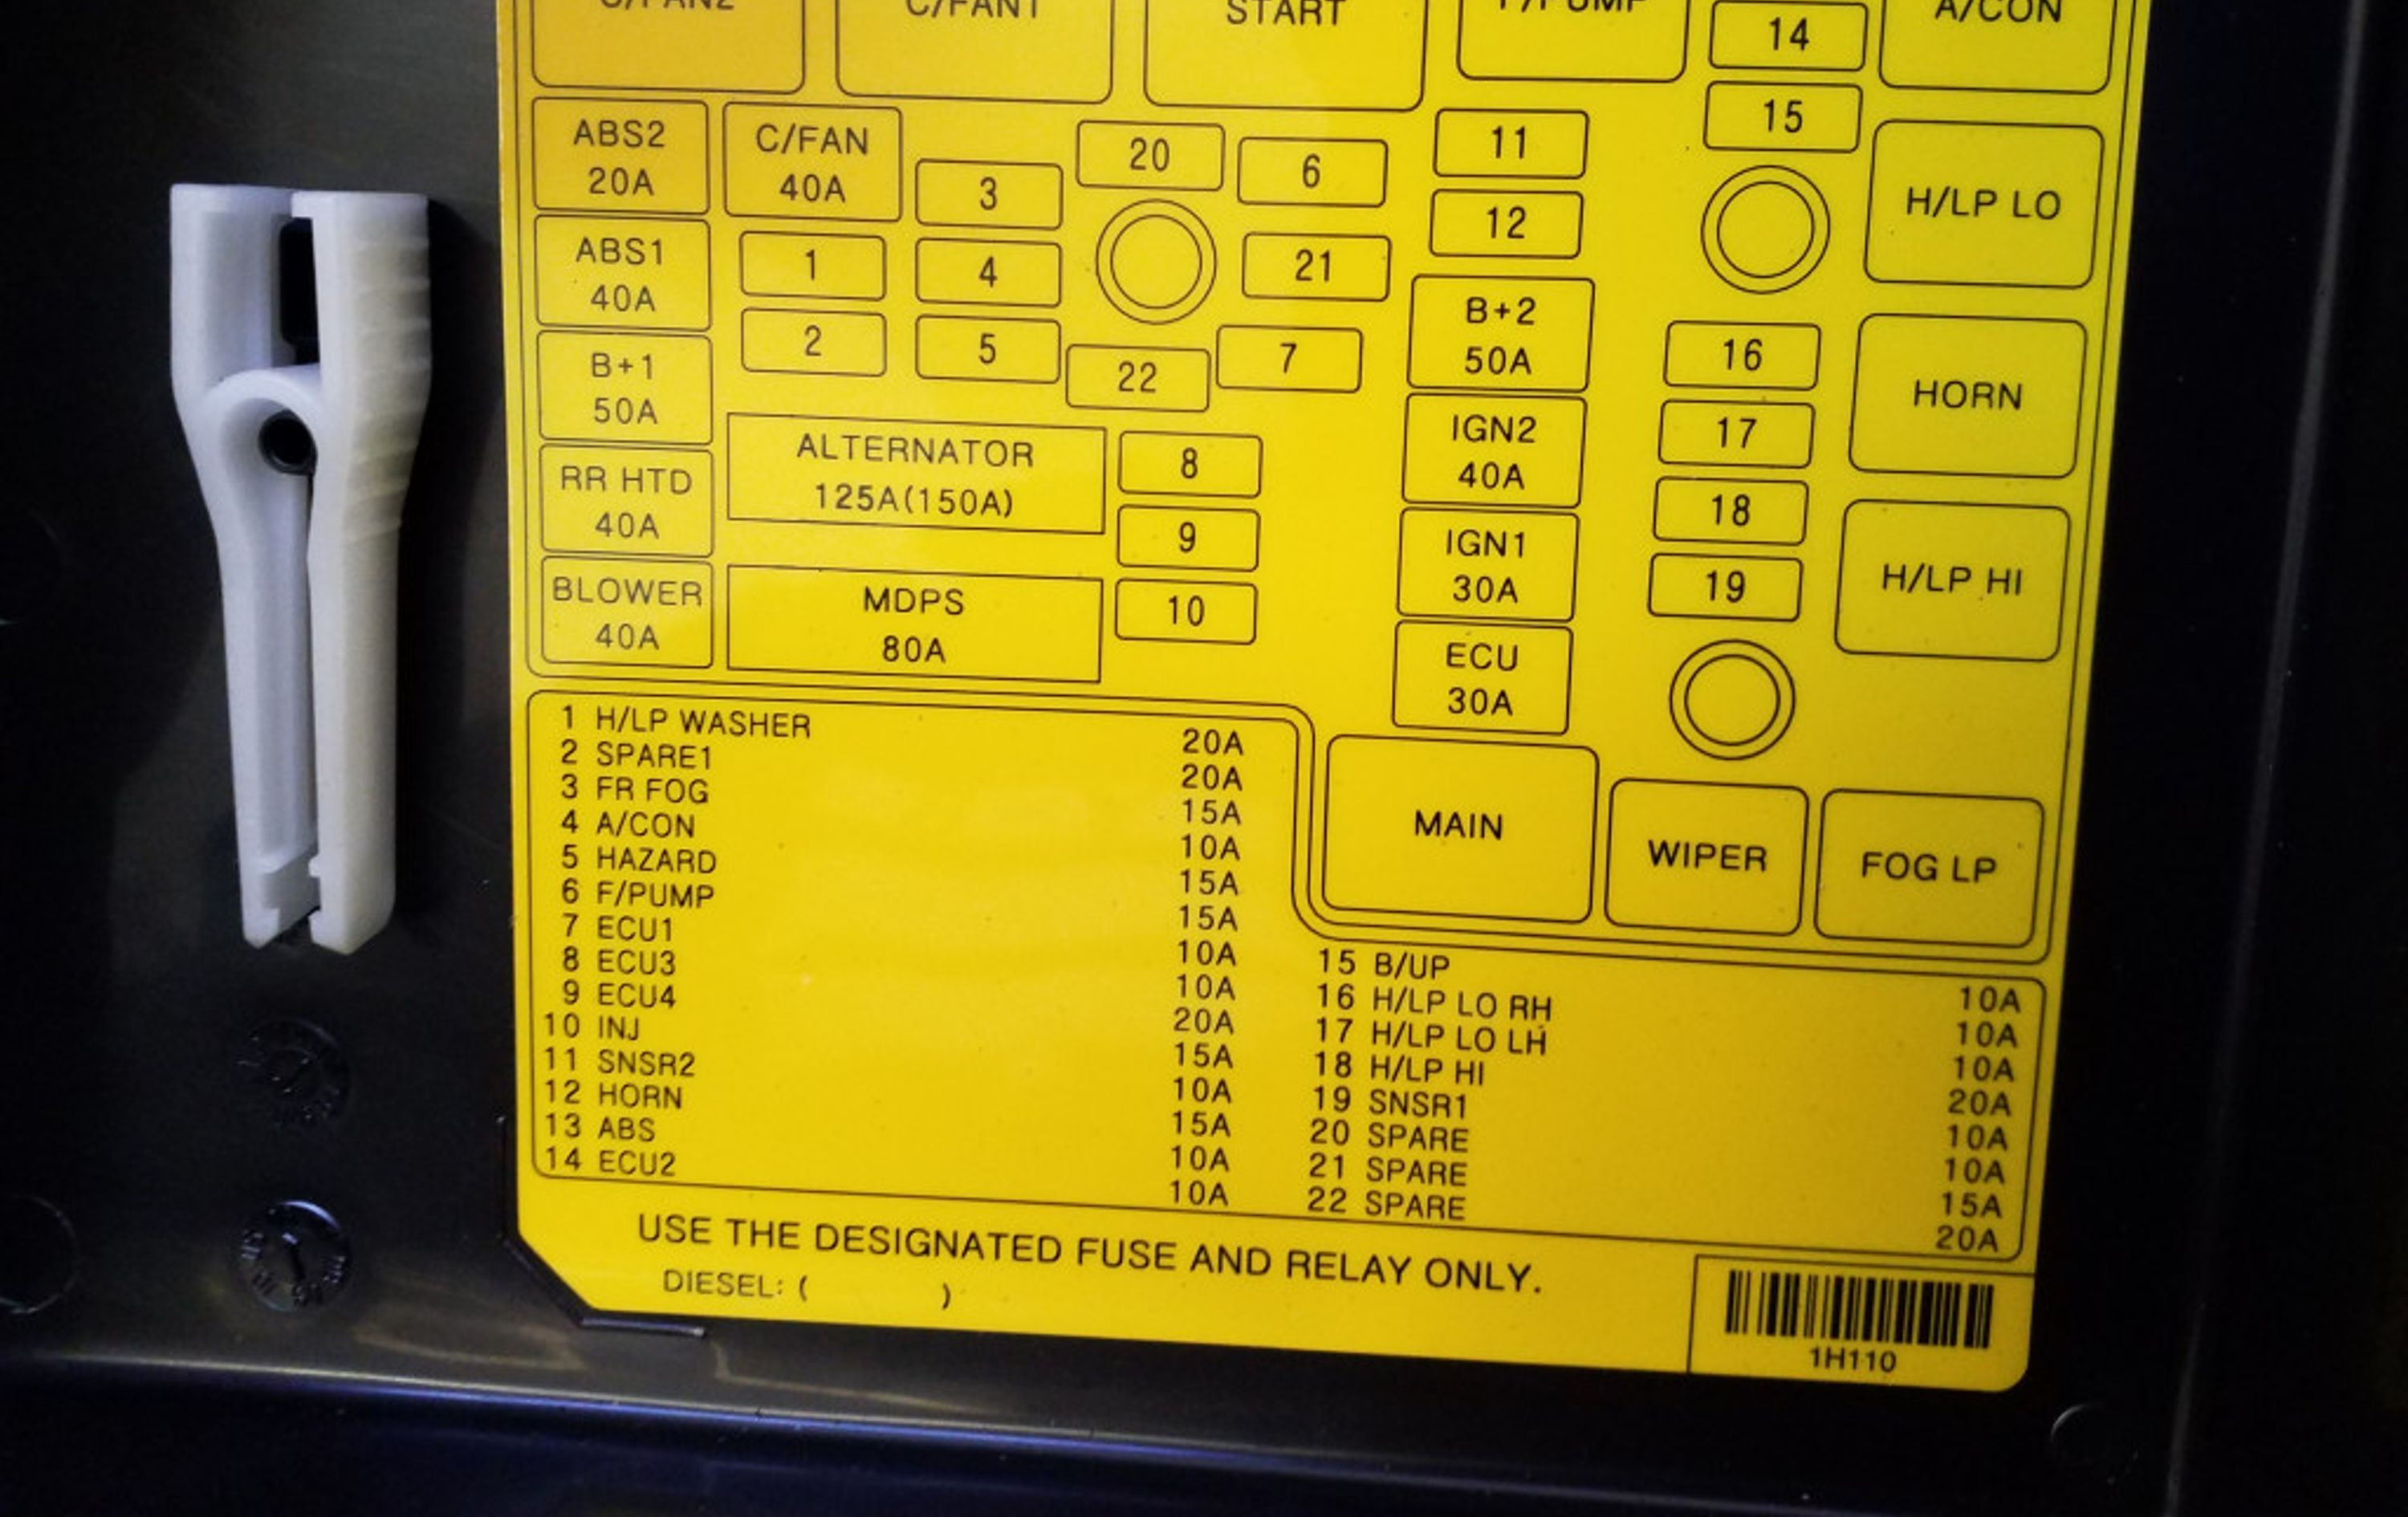 C/FAN2
C/FAN1
START
F/PUMP
14
A/CON
15
ABS2
20A
C/FAN
40A
3
20
6
11
12
H/LP LO
ABS1
40A
1
4
21
B+2
50A
B+1
50A
2
5
22
7
16
HORN
RR HTD
40A
ALTERNATOR
125A(150A)
8
IGN2
40A
17
9
IGN1
30A
18
H/LP HI
BLOWER
40A
MDPS
80A
10
19
ECU
30A
MAIN
WIPER
FOG LP
1 H/LP WASHER 20A
2 SPARE1 20A
3 FR FOG 15A
4 A/CON 10A
5 HAZARD 15A
6 F/PUMP 15A
7 ECU1 10A
8 ECU3 10A
9 ECU4 20A
10 INJ 15A
11 SNSR2 10A
12 HORN 15A
13 ABS 10A
14 ECU2 10A
15 B/UP 10A
16 H/LP LO RH 10A
17 H/LP LO LH 10A
18 H/LP HI 20A
19 SNSR1 10A
20 SPARE 10A
21 SPARE 15A
22 SPARE 20A
USE THE DESIGNATED FUSE AND RELAY ONLY.
DIESEL: ( )
1H110